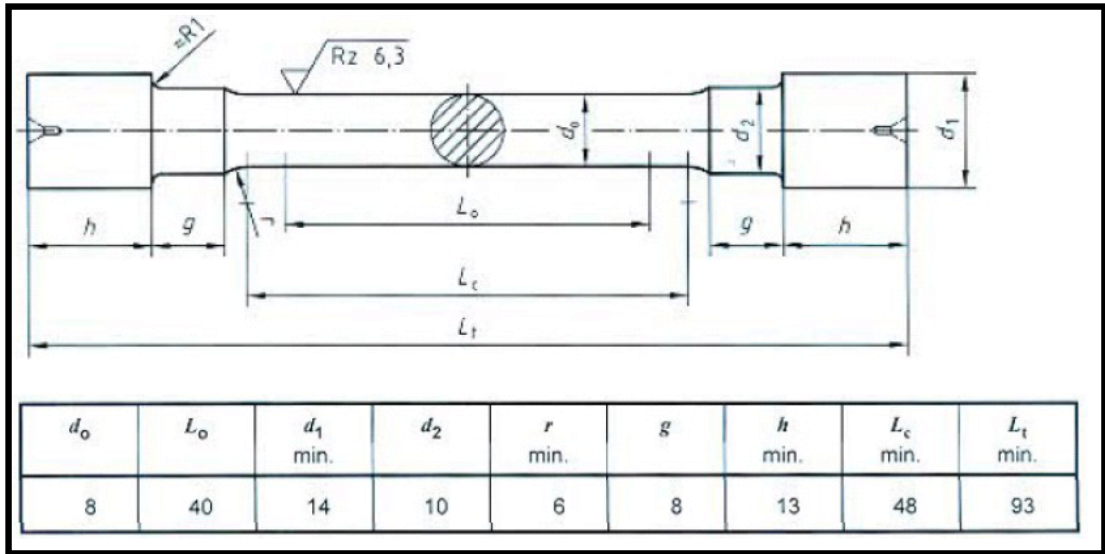 ≈R1
Rz 6,3
d₀
d₂
d₁
h
g
r
L₀
g
h
Lc
Lt
d₀ L₀ d₁ d₂ r g h Lc Lt
min. min. min. min. min.
8 40 14 10 6 8 13 48 93